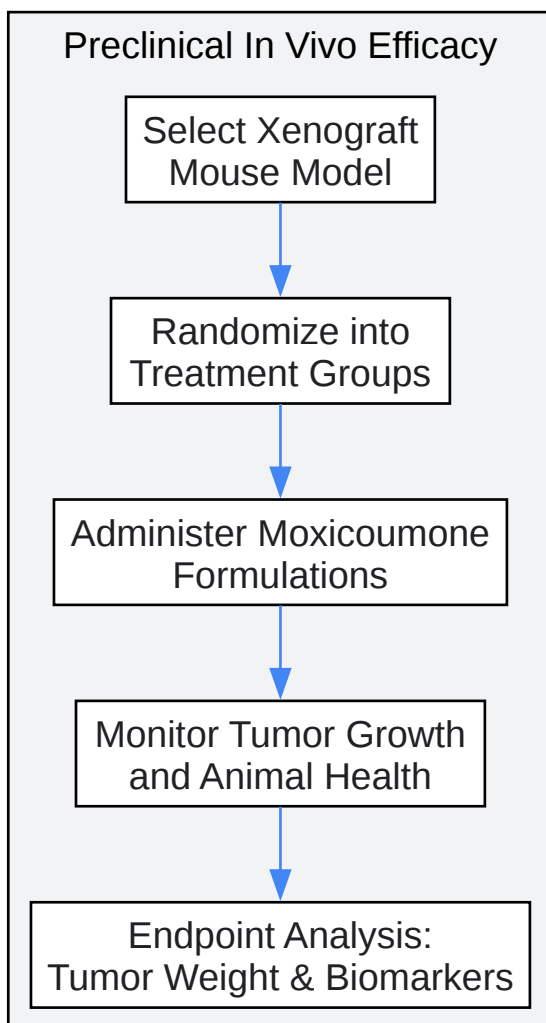 Preclinical In Vivo Efficacy
Select Xenograft
Mouse Model
Randomize into
Treatment Groups
Administer Moxicoumone
Formulations
Monitor Tumor Growth
and Animal Health
Endpoint Analysis:
Tumor Weight & Biomarkers